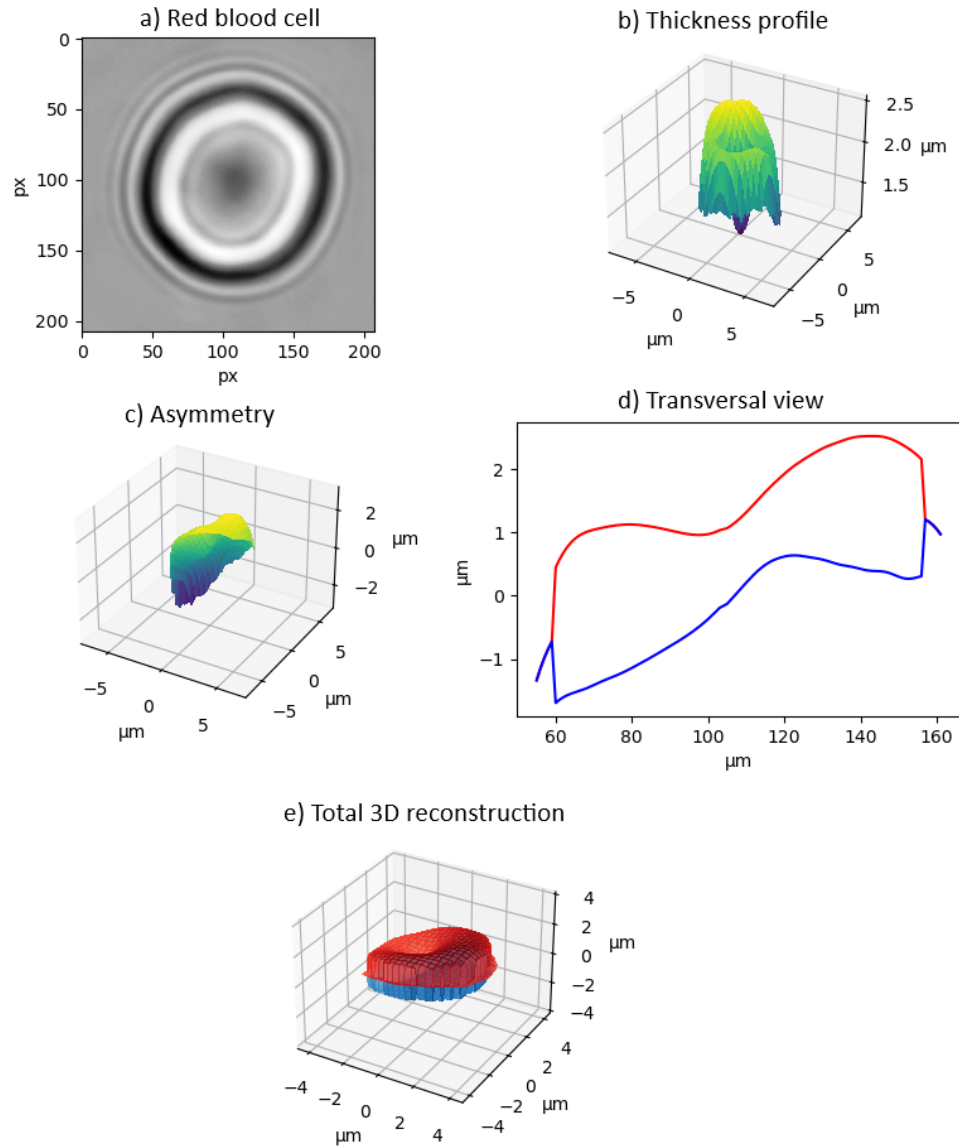 a) Red blood cell
0
50
px
100
150
200
0 50 100 150 200
px
b) Thickness profile
2.5
2.0 µm
1.5
−5 0 5
µm
−5 0 5
µm
c) Asymmetry
2
0 µm
−2
−5 0 5
µm
−5 0 5
µm
d) Transversal view
2
1
µm
0
−1
60 80 100 120 140 160
µm
e) Total 3D reconstruction
4
2
0 µm
−2
−4
−4 −2 0 2 4
µm
−4 −2 0 2 4
µm